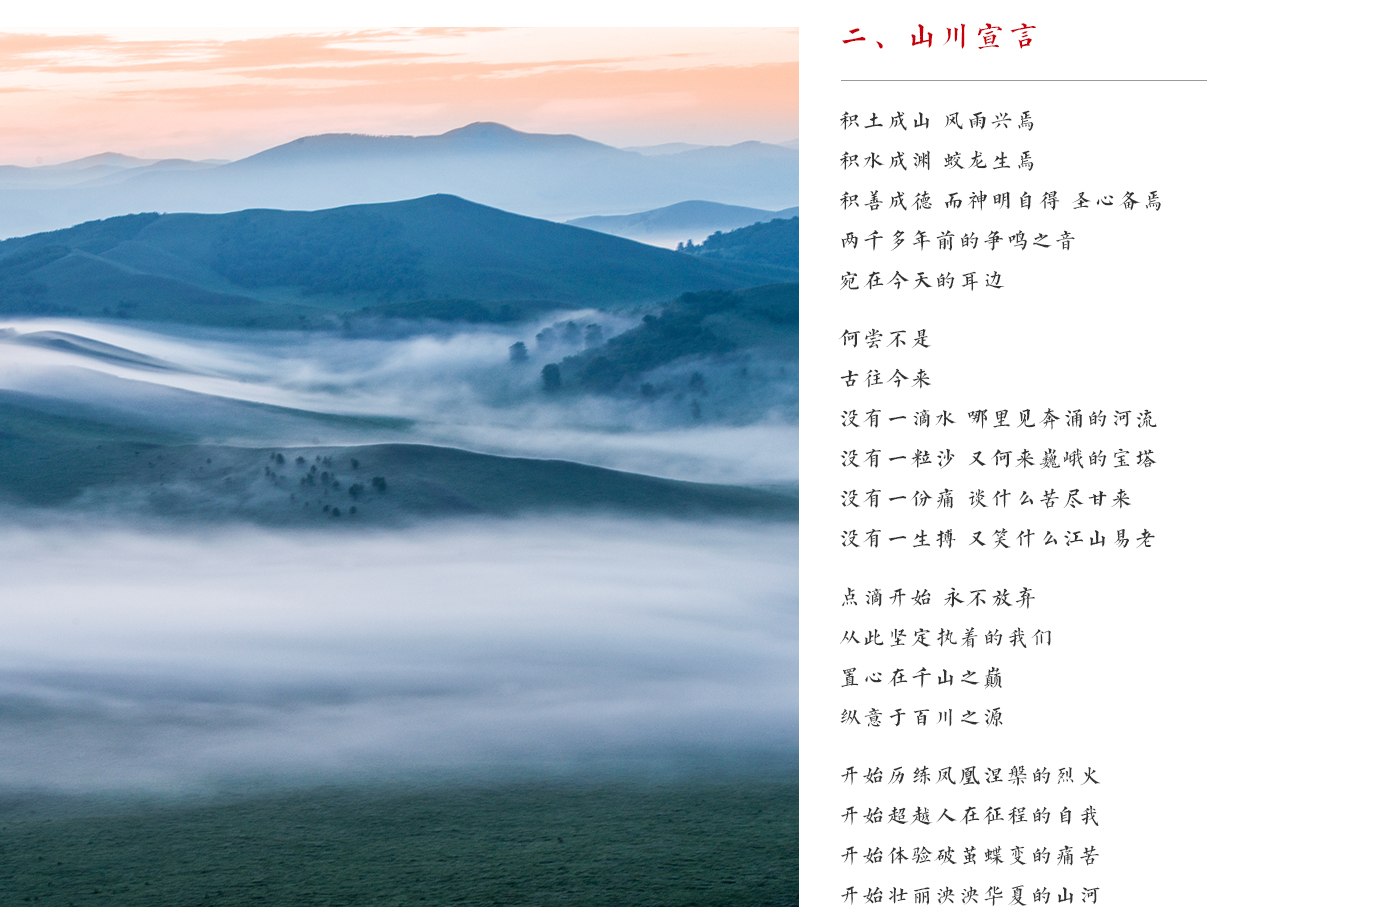 二、山川宣言
积土成山 风雨兴焉
积水成渊 蛟龙生焉
积善成德 而神明自得 圣心备焉
两千多年前的争鸣之音
宛在今天的耳边
何尝不是
古往今来
没有一滴水 哪里见奔涌的河流
没有一粒沙 又何来巍峨的宝塔
没有一份痛 谈什么苦尽甘来
没有一生搏 又笑什么江山易老
点滴开始 永不放弃
从此坚定执着的我们
置心在千山之巅
纵意于百川之源
开始历练凤凰涅槃的烈火
开始超越人在征程的自我
开始体验破茧蝶变的痛苦
开始壮丽泱泱华夏的山河